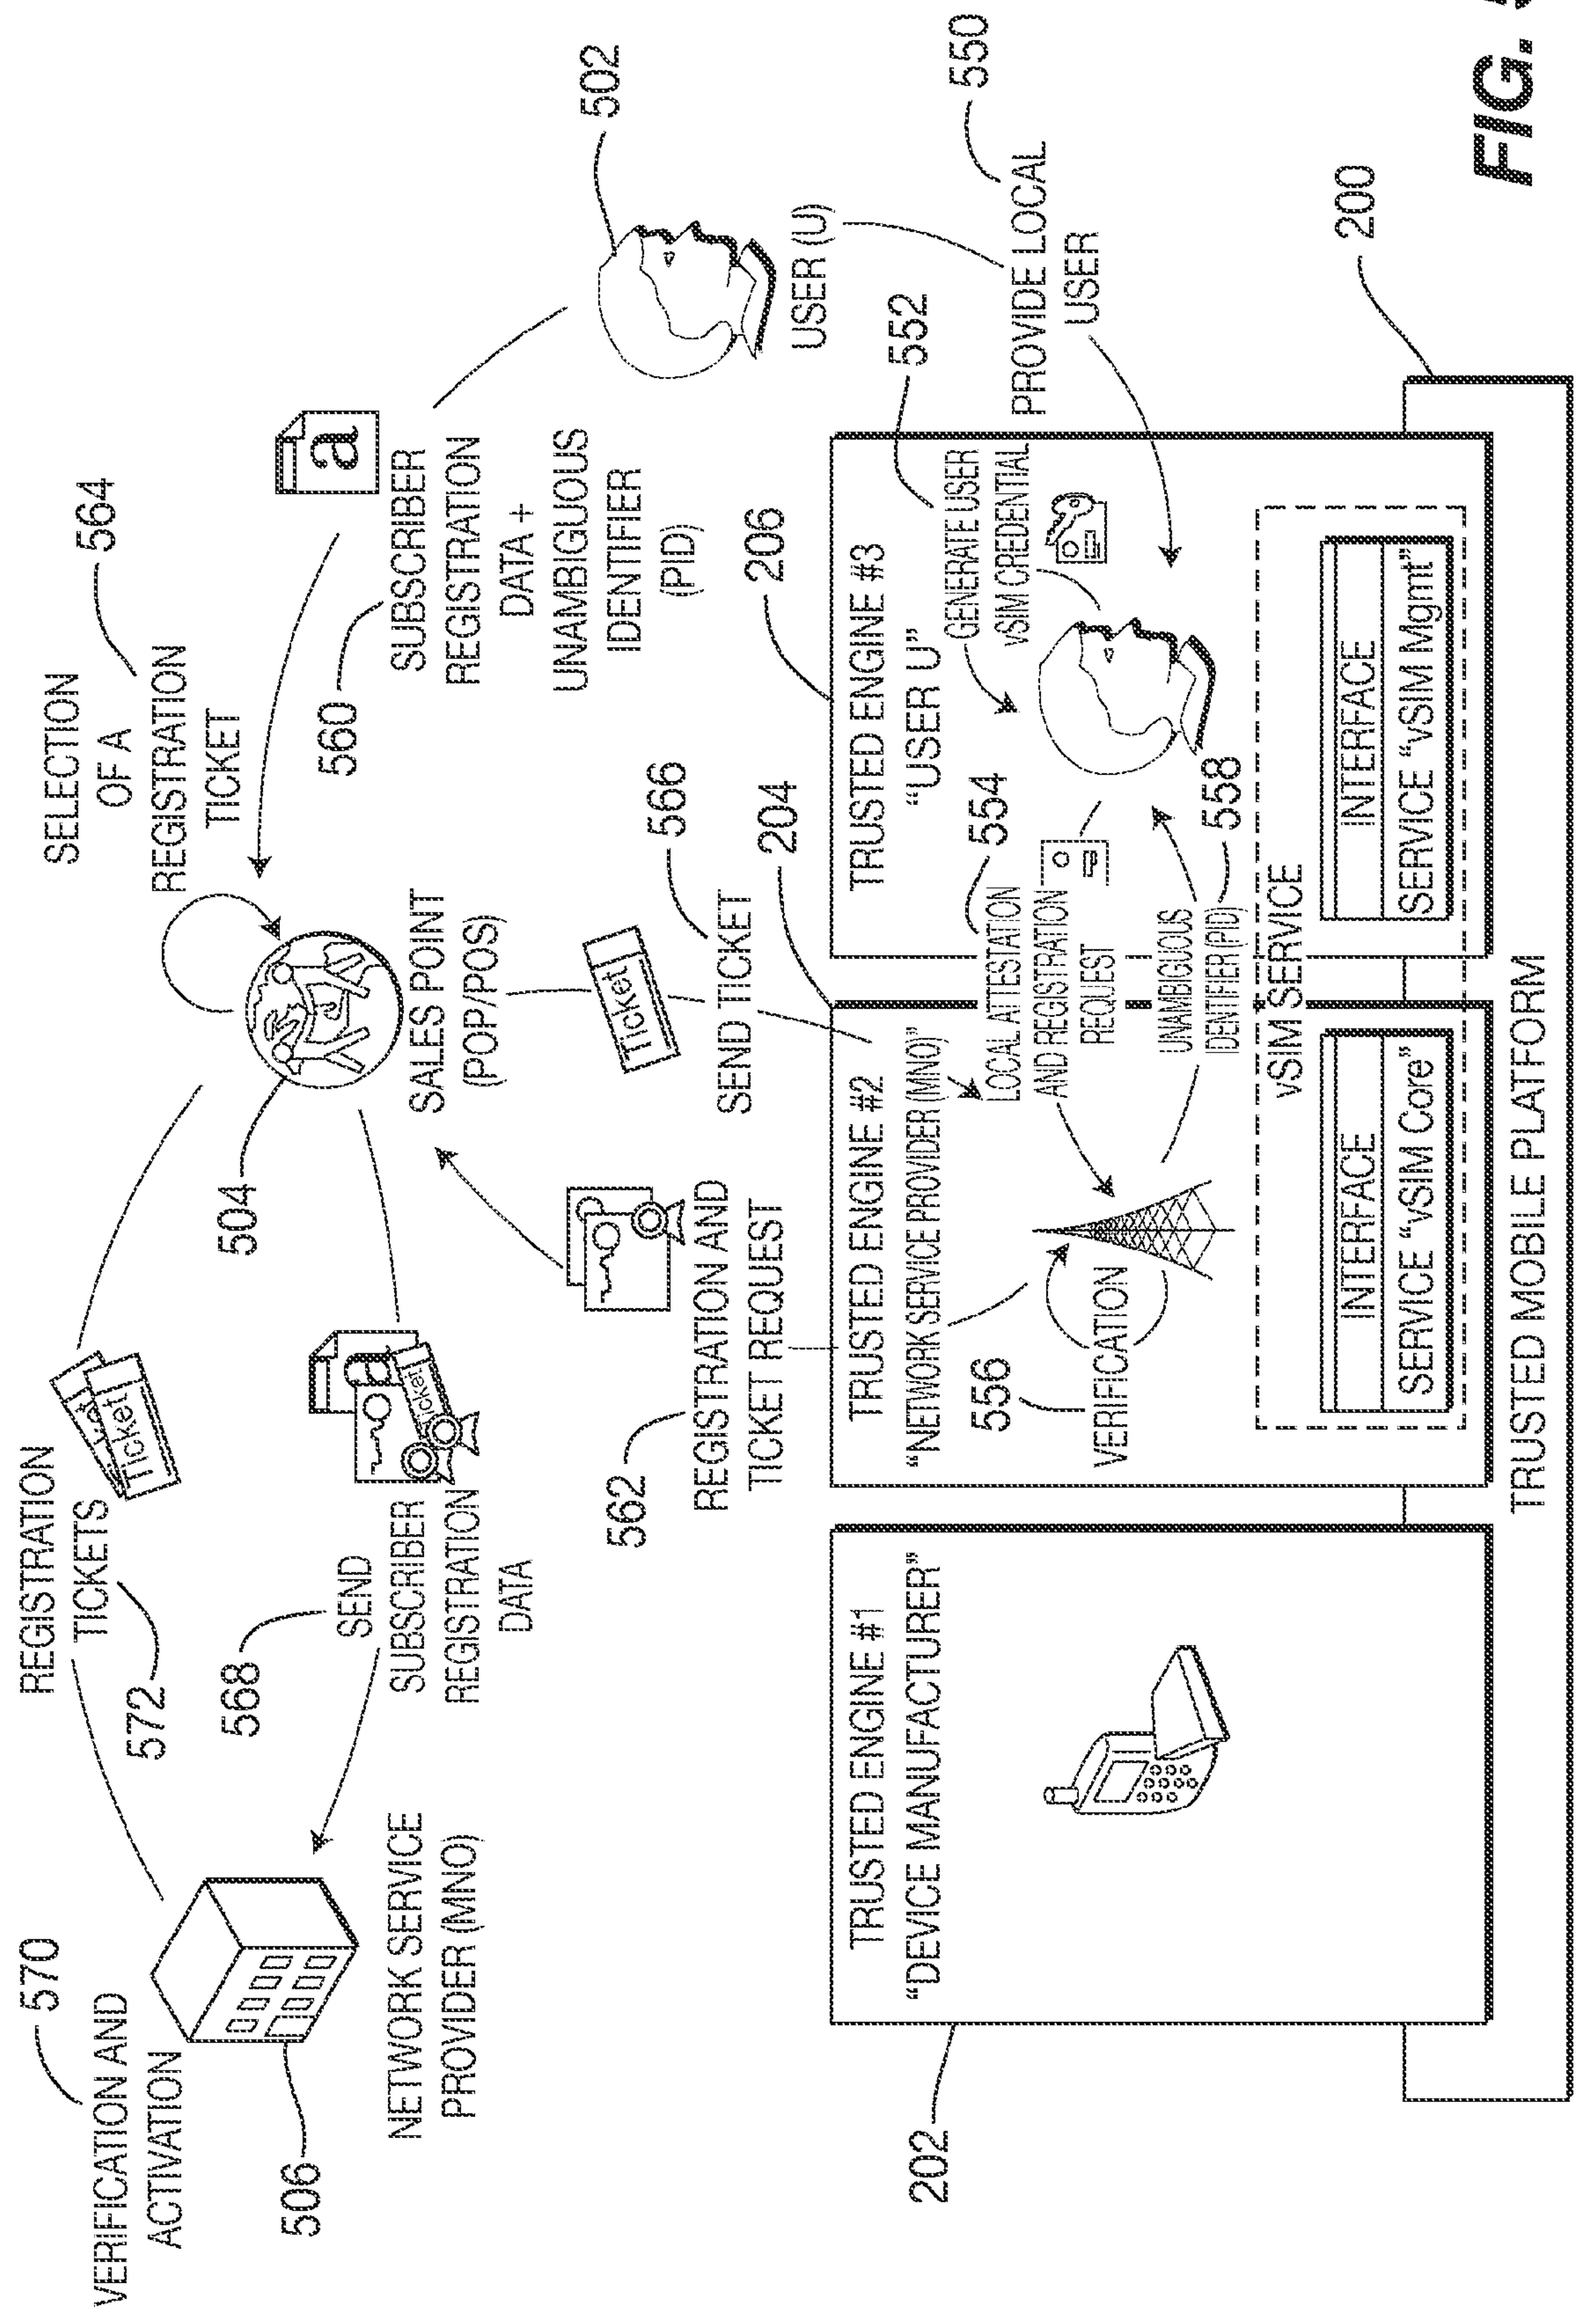 570
VERIFICATION AND
ACTIVATION
506
NETWORK SERVICE
PROVIDER (MNO)
REGISTRATION
TICKETS
572
Ticket
568
SEND
SUBSCRIBER
REGISTRATION
DATA
a
Ticket
504
SALES POINT
(POP/POS)
SELECTION
OF A
REGISTRATION
TICKET
564
a
560
SUBSCRIBER
REGISTRATION
DATA +
UNAMBIGUOUS
IDENTIFIER
(PID)
502
USER (U)
550
PROVIDE LOCAL
USER
562
REGISTRATION AND
TICKET REQUEST
Ticket
566
SEND TICKET
202
TRUSTED ENGINE #1
"DEVICE MANUFACTURER"
204
TRUSTED ENGINE #2
"NETWORK SERVICE PROVIDER (MNO)"
556
VERIFICATION
554
LOCAL ATTESTATION
AND REGISTRATION
REQUEST
UNAMBIGUOUS
IDENTIFIER (PID)
558
206
TRUSTED ENGINE #3
"USER U"
552
GENERATE USER
vSIM CREDENTIAL
vSIM SERVICE
INTERFACE
SERVICE "vSIM Core"
INTERFACE
SERVICE "vSIM Mgmt"
TRUSTED MOBILE PLATFORM
200
FIG.